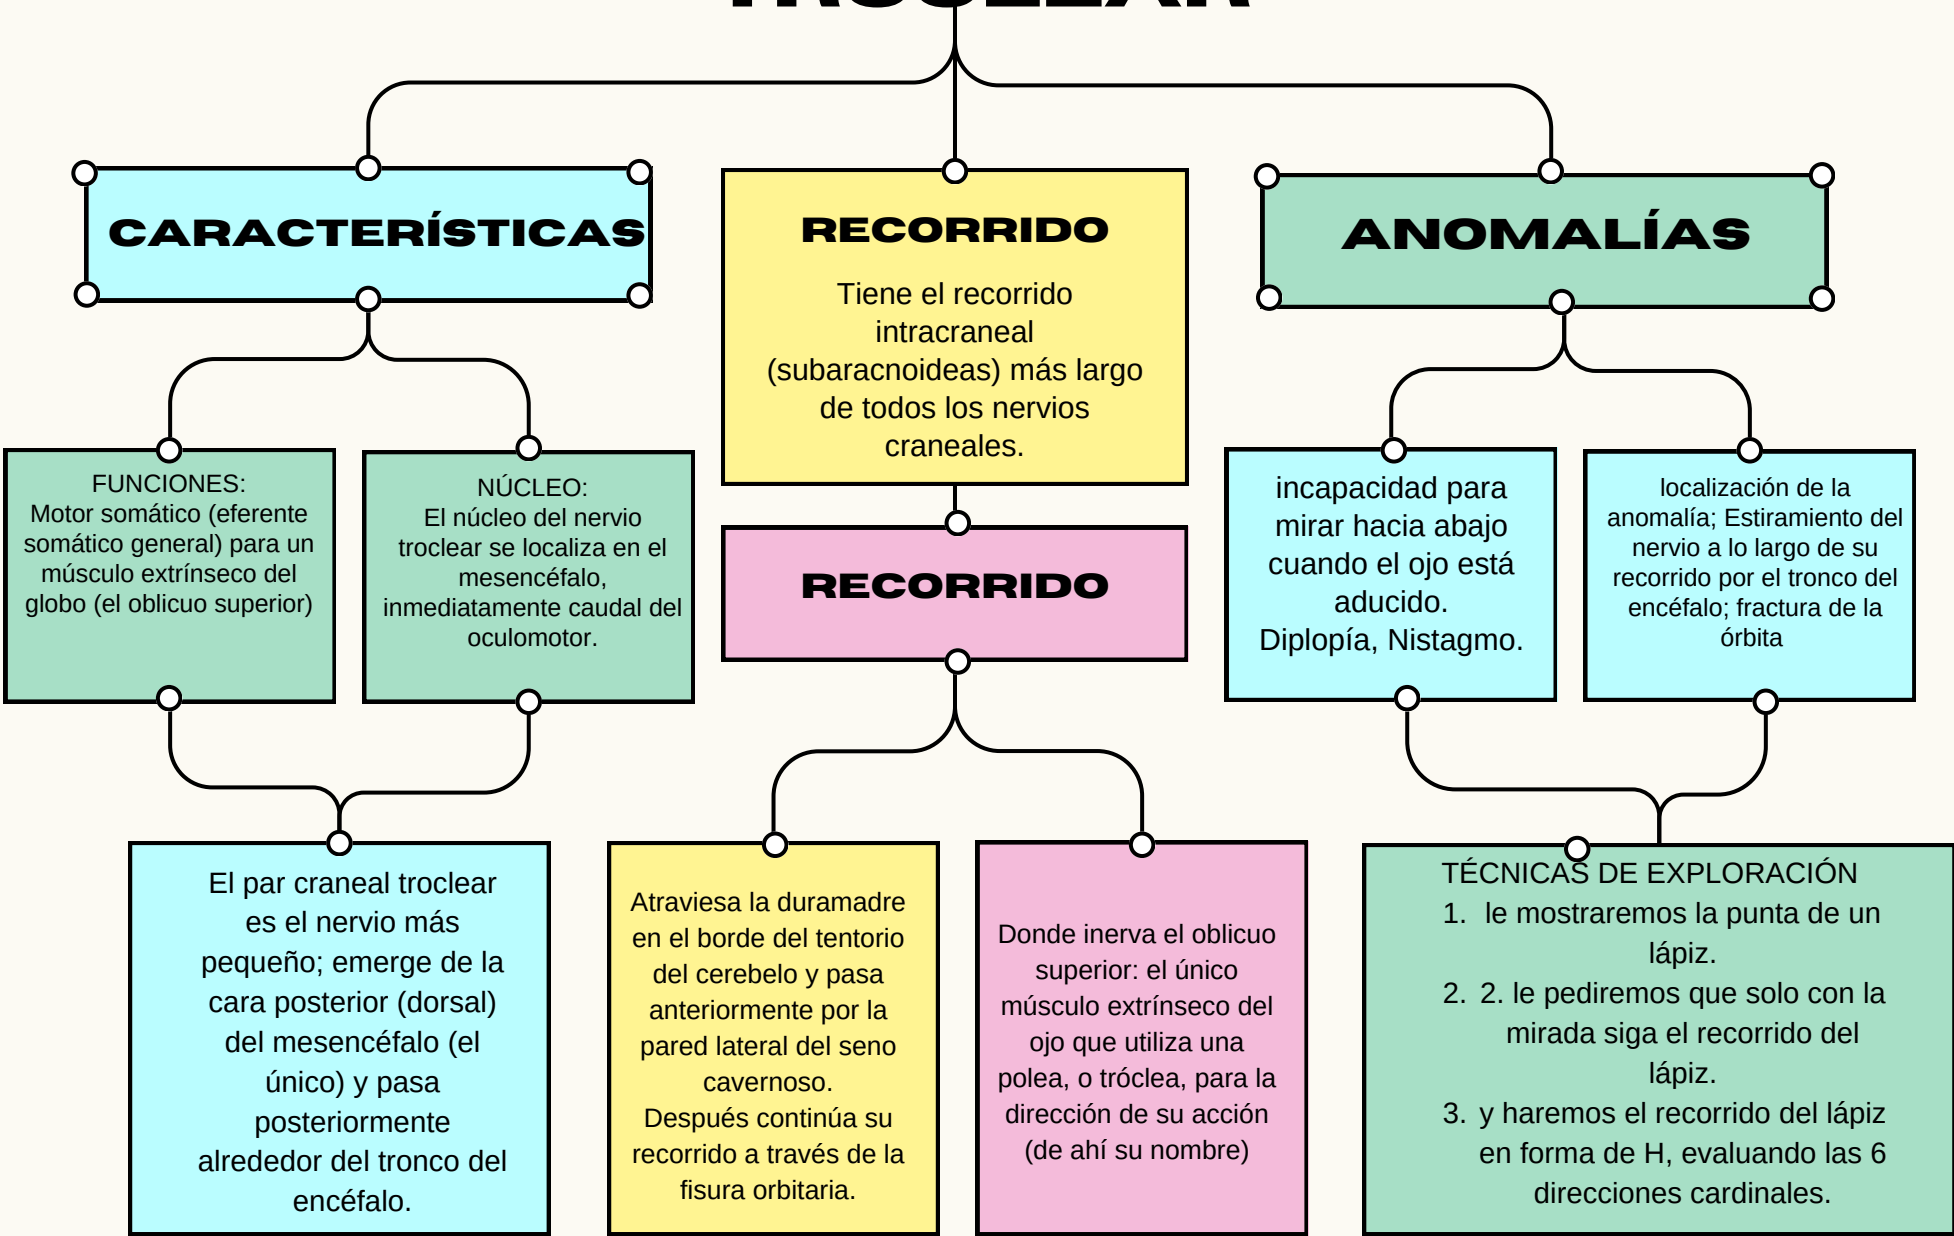 TROCLEAR
CARACTERÍSTICAS
FUNCIONES:
Motor somático (eferente
somático general) para un
músculo extrínseco del
globo (el oblicuo superior)
NÚCLEO:
El núcleo del nervio
troclear se localiza en el
mesencéfalo,
inmediatamente caudal del
oculomotor.
El par craneal troclear
es el nervio más
pequeño; emerge de la
cara posterior (dorsal)
del mesencéfalo (el
único) y pasa
posteriormente
alrededor del tronco del
encéfalo.
RECORRIDO
Tiene el recorrido
intracraneal
(subaracnoideas) más largo
de todos los nervios
craneales.
RECORRIDO
Atraviesa la duramadre
en el borde del tentorio
del cerebelo y pasa
anteriormente por la
pared lateral del seno
cavernoso.
Después continúa su
recorrido a través de la
fisura orbitaria.
Donde inerva el oblicuo
superior: el único
músculo extrínseco del
ojo que utiliza una
polea, o tróclea, para la
dirección de su acción
(de ahí su nombre)
ANOMALÍAS
incapacidad para
mirar hacia abajo
cuando el ojo está
aducido.
Diplopía, Nistagmo.
localización de la
anomalía; Estiramiento del
nervio a lo largo de su
recorrido por el tronco del
encéfalo; fractura de la
órbita
TÉCNICAS DE EXPLORACIÓN
1. le mostraremos la punta de un
lápiz.
2. 2. le pediremos que solo con la
mirada siga el recorrido del
lápiz.
3. y haremos el recorrido del lápiz
en forma de H, evaluando las 6
direcciones cardinales.